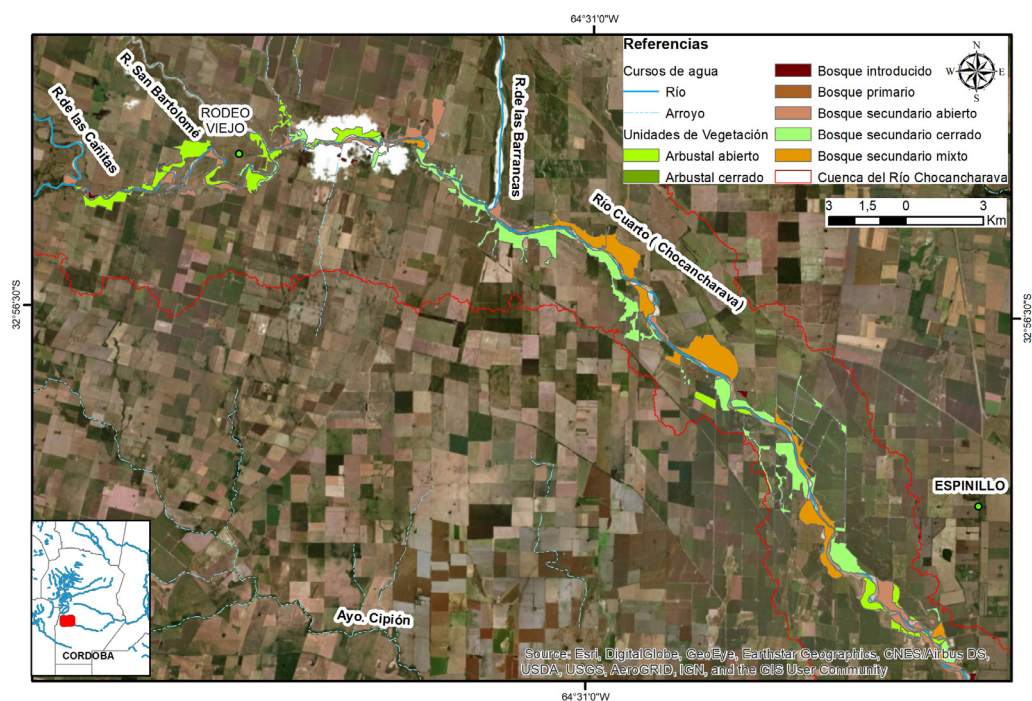 64°31'0"W
Referencias
Cursos de agua
Río
Arroyo
Unidades de Vegetación
Arbustal abierto
Arbustal cerrado
Bosque introducido
Bosque primario
Bosque secundario abierto
Bosque secundario cerrado
Bosque secundario mixto
Cuenca del Río Chocancharava
N
W
E
S
3 1,5 0 3
Km
R.de las Cañitas
R. San Bartolomé
RODEO
VIEJO
R.de las Barrancas
Río Cuarto ( Chocancharava)
32°56'30"S
32°56'30"S
ESPINILLO
Ayo. Cipión
CORDOBA
Source: Esri, DigitalGlobe, GeoEye, Earthstar Geographics, CNES/Airbus DS,
USDA, USGS, AeroGRID, IGN, and the GIS User Community
64°31'0"W